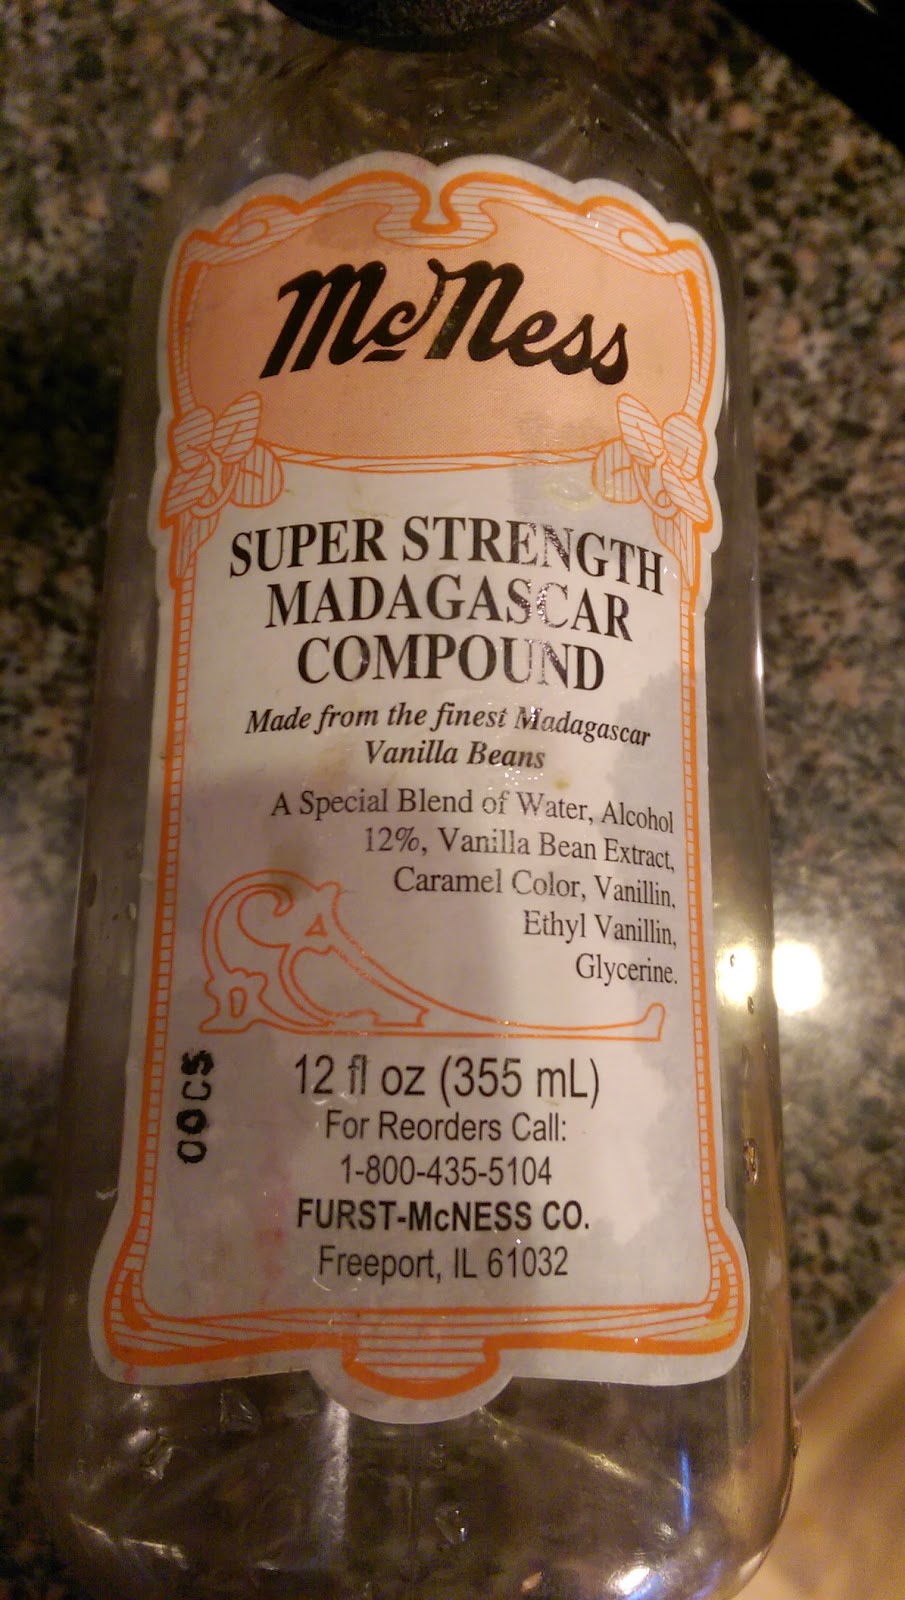 McNess
SUPER STRENGTH
MADAGASCAR
COMPOUND
Made from the finest Madagascar
Vanilla Beans
A Special Blend of Water, Alcohol
12%, Vanilla Bean Extract,
Caramel Color, Vanillin,
Ethyl Vanillin,
Glycerine.
12 fl oz (355 mL)
For Reorders Call:
1-800-435-5104
FURST-McNESS CO.
Freeport, IL 61032